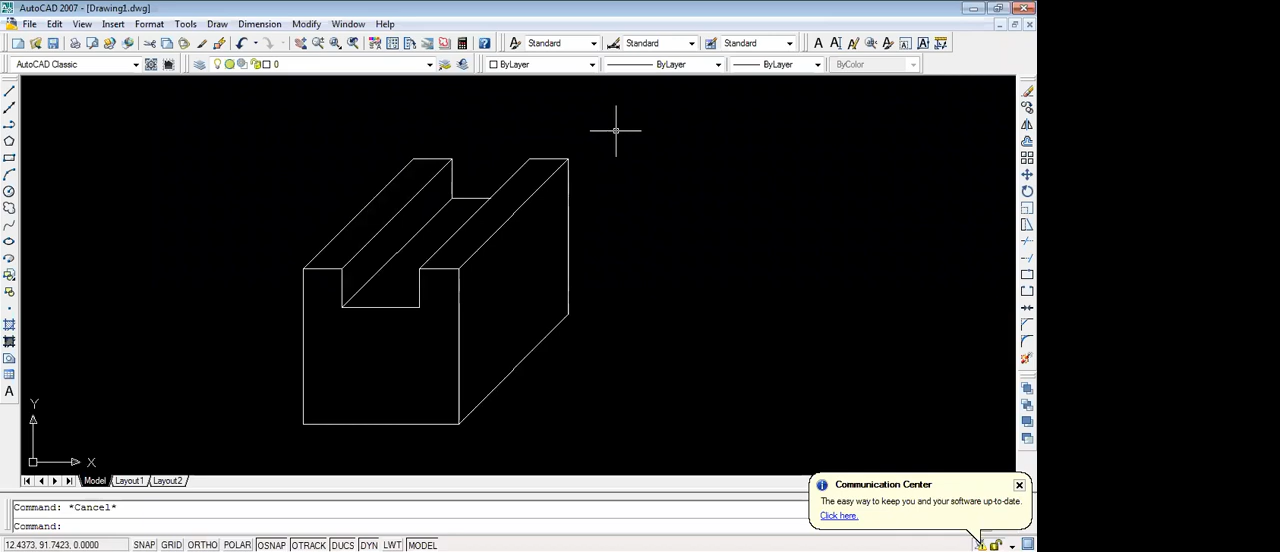 AutoCAD 2007 - [Drawing1.dwg]
File Edit View Insert Format Tools Draw Dimension Modify Window Help
Standard Standard Standard
AutoCAD Classic 0 ByLayer ByLayer ByLayer ByColor
Y
X
Model Layout1 Layout2
Communication Center
The easy way to keep you and your software up-to-date.
Click here.
Command: *Cancel*
Command:
12.4373, 91.7423, 0.0000 SNAP GRID ORTHO POLAR OSNAP OTRACK DUCS DYN LWT MODEL